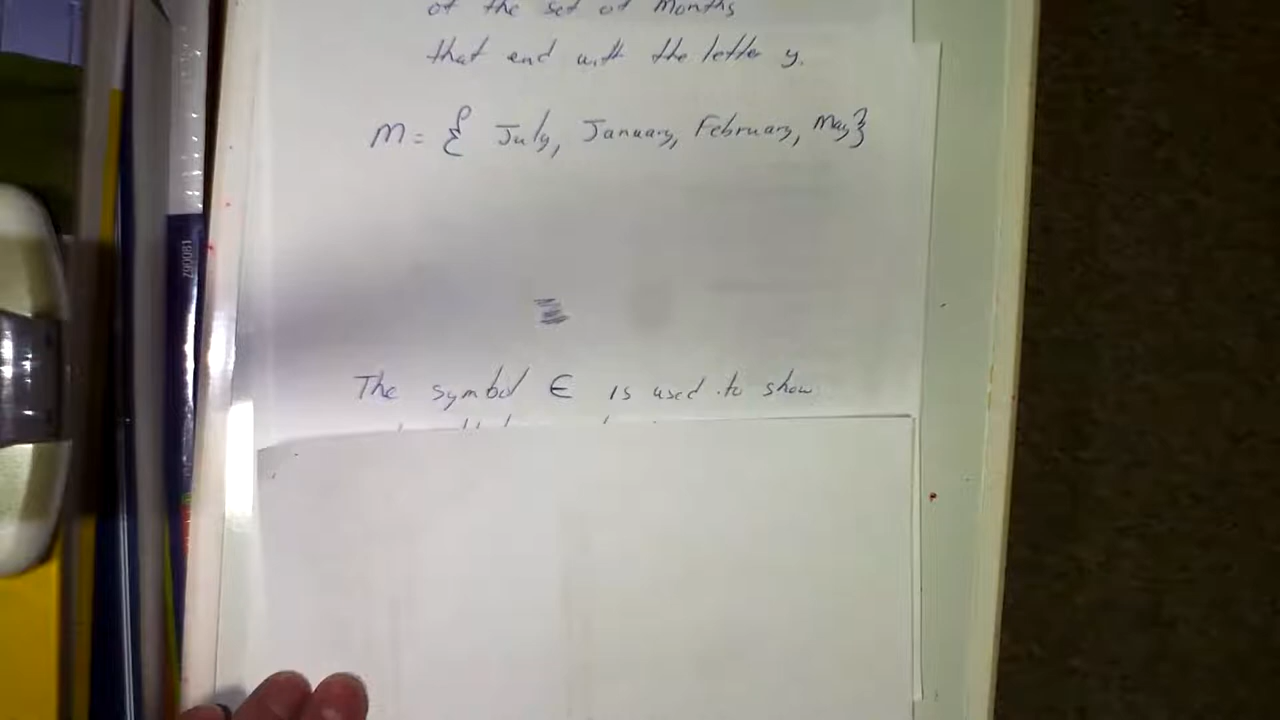 of the set of months
that end with the letter y.
M = { July, January, February, May}
The symbol ∈ is used to show